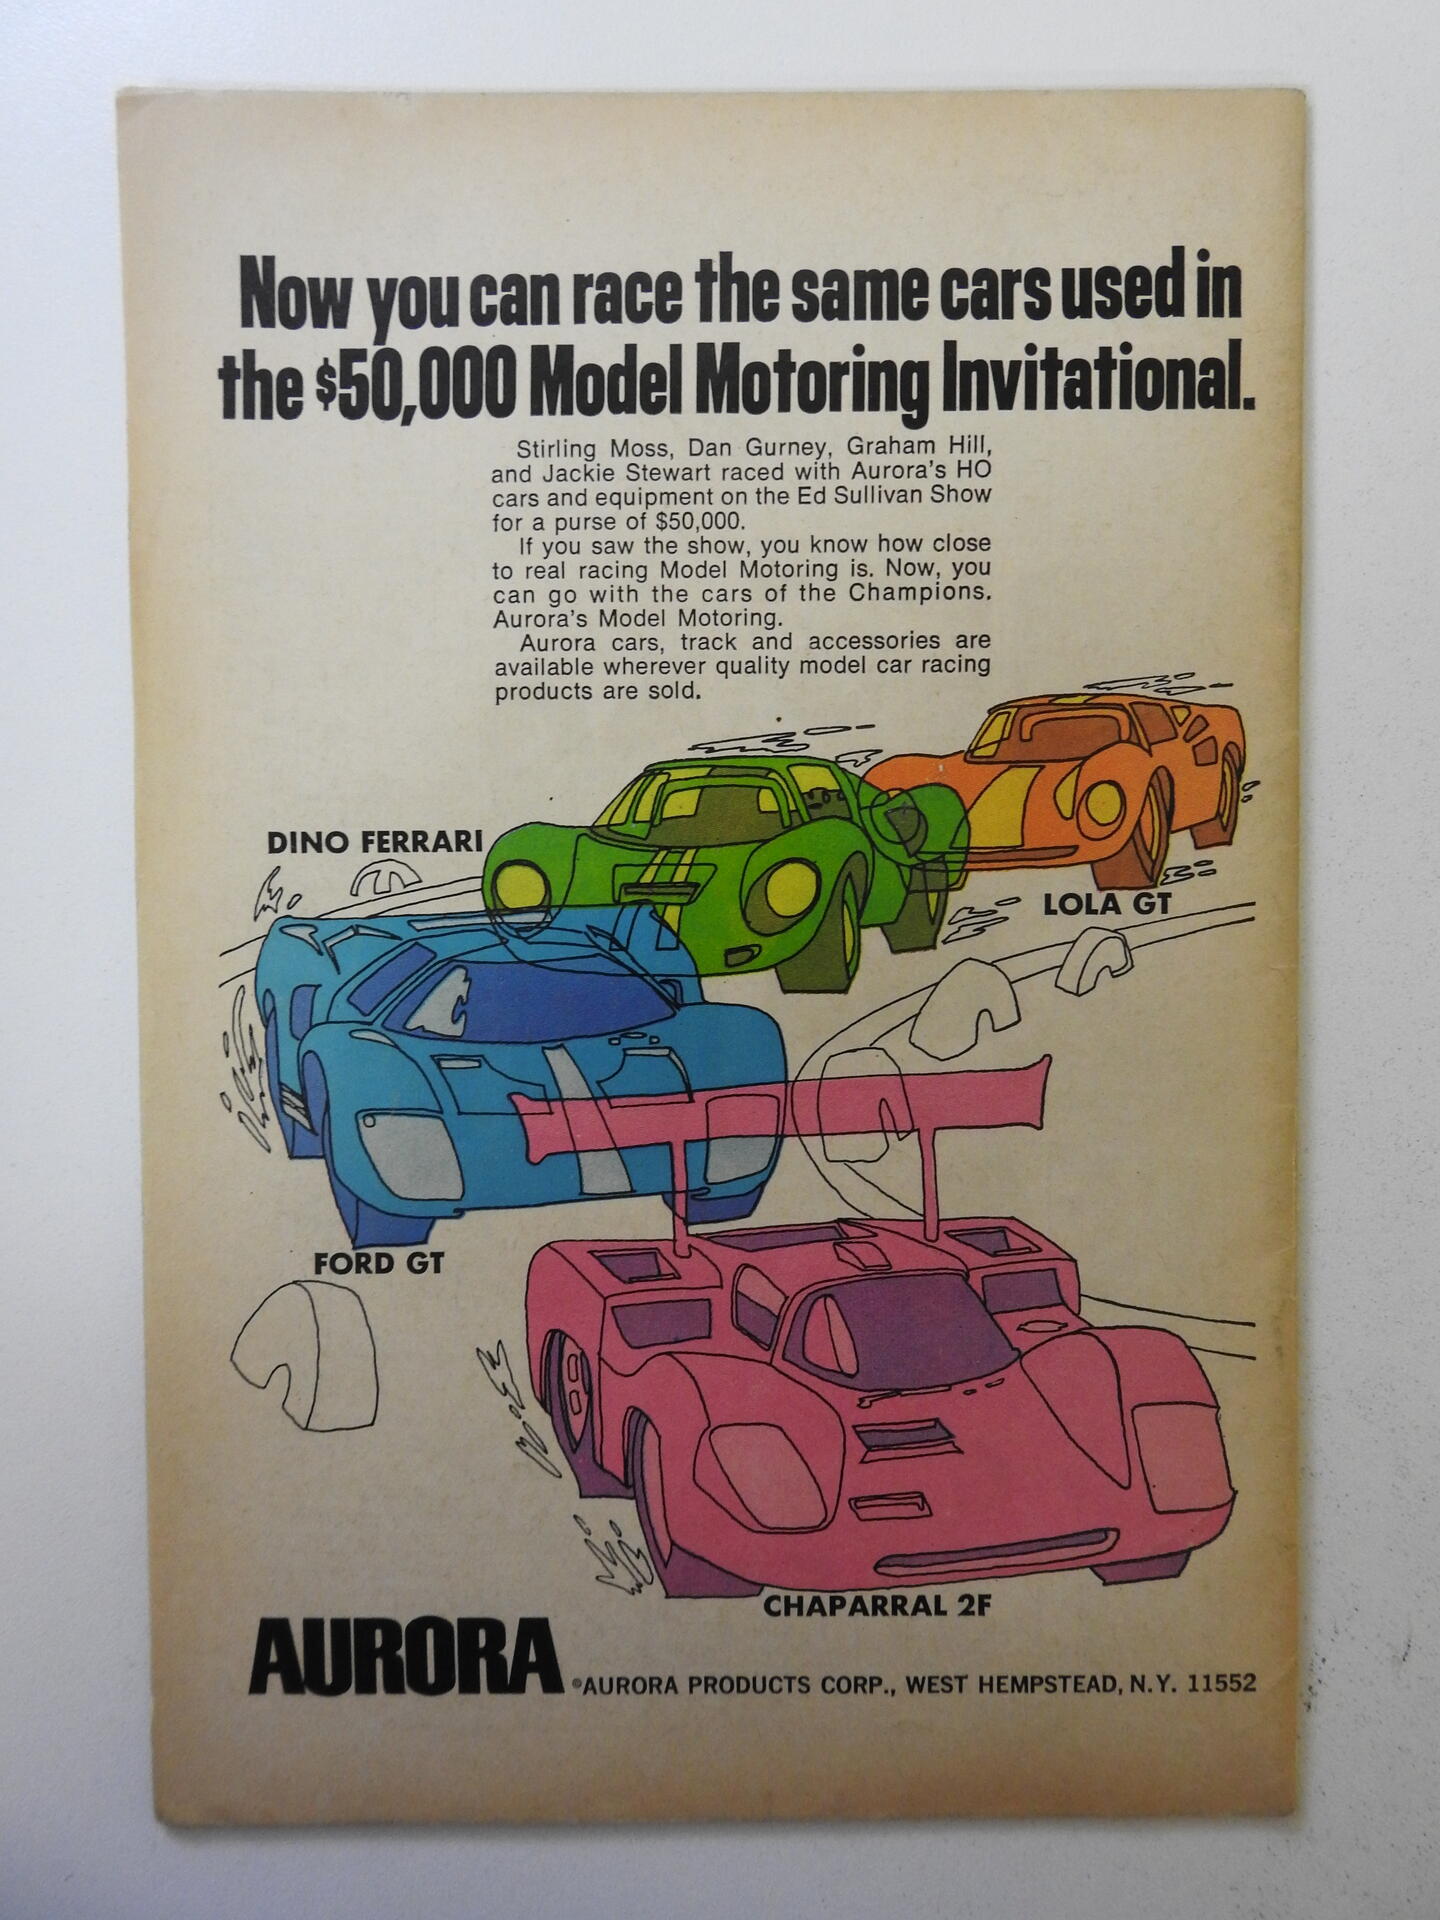 Now you can race the same cars used in
the $50,000 Model Motoring Invitational.
Stirling Moss, Dan Gurney, Graham Hill,
and Jackie Stewart raced with Aurora's HO
cars and equipment on the Ed Sullivan Show
for a purse of $50,000.
If you saw the show, you know how close
to real racing Model Motoring is. Now, you
can go with the cars of the Champions.
Aurora's Model Motoring.
Aurora cars, track and accessories are
available wherever quality model car racing
products are sold.
DINO FERRARI
LOLA GT
FORD GT
CHAPARRAL 2F
AURORA
©AURORA PRODUCTS CORP., WEST HEMPSTEAD, N.Y. 11552